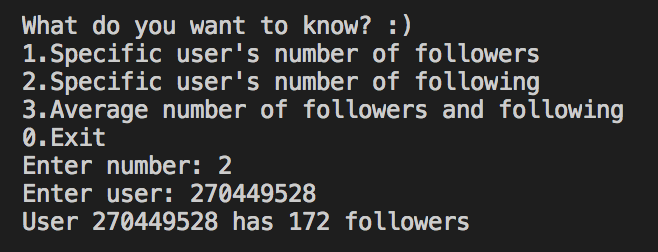 What do you want to know? :)
1.Specific user's number of followers
2.Specific user's number of following
3.Average number of followers and following
0.Exit
Enter number: 2
Enter user: 270449528
User 270449528 has 172 followers